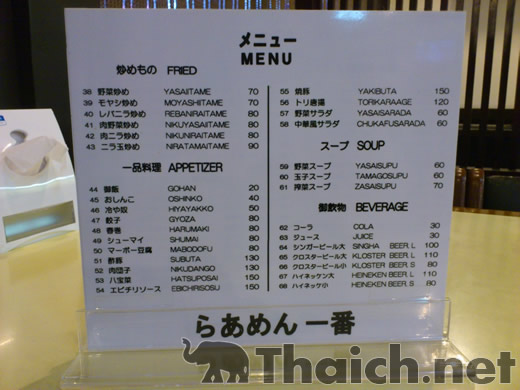 メニュー
MENU
炒めもの FRIED
38 野菜炒め YASAIITAME 70
39 モヤシ炒め MOYASHIITAME 70
40 レバニラ炒め REBANIRAITAME 80
41 肉野菜炒め NIKUYASAIITAME 80
42 肉ニラ炒め NIKUNIRAITAME 80
43 ニラ玉炒め NIRATAMAITAME 90
一品料理 APPETIZER
44 御飯 GOHAN 20
45 おしんこ OSHINKO 40
46 冷や奴 HIYAYAKKO 50
47 餃子 GYOZA 80
48 春巻 HARUMAKI 80
49 シューマイ SHUMAI 80
50 マーボー豆腐 MABODOFU 80
51 酢豚 SUBUTA 130
52 肉団子 NIKUDANGO 130
53 八宝菜 HATSUPOSAI 150
54 エビチリソース EBICHIRISOSU 150
55 焼豚 YAKIBUTA 150
56 トリ唐揚 TORIKARAAGE 120
57 野菜サラダ YASAISARADA 60
58 中華風サラダ CHUKAFUSARADA 60
スープ SOUP
59 野菜スープ YASAISUPU 60
60 玉子スープ TAMAGOSUPU 60
61 搾菜スープ ZASAISUPU 70
御飲物 BEVERAGE
62 コーラ COLA 30
63 ジュース JUICE 30
64 シンガービール大 SINGHA BEER. L 100
65 クロスタービール大 KLOSTER BEER. L 110
66 クロスタービール小 KLOSTER BEER. S 80
67 ハイネッケン大 HEINEKEN BEER. L 110
68 ハイネッケン小 HEINEKEN BEER. S 80
らあめん 一番
Thaich.net